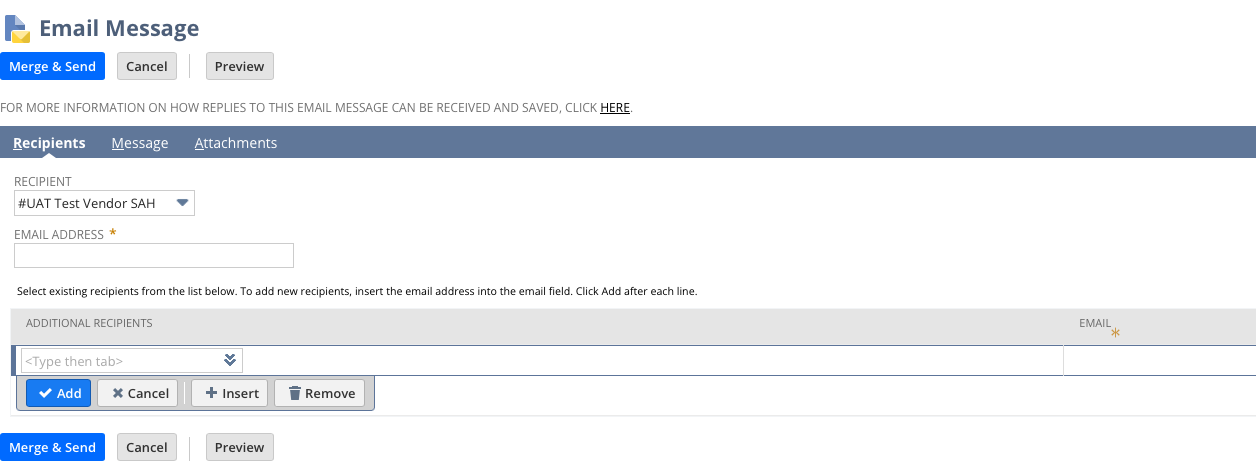 Email Message
Merge & Send Cancel Preview
FOR MORE INFORMATION ON HOW REPLIES TO THIS EMAIL MESSAGE CAN BE RECEIVED AND SAVED, CLICK HERE.
Recipients Message Attachments
RECIPIENT
#UAT Test Vendor SAH
EMAIL ADDRESS *
Select existing recipients from the list below. To add new recipients, insert the email address into the email field. Click Add after each line.
ADDITIONAL RECIPIENTS EMAIL *
<Type then tab>
Add Cancel Insert Remove
Merge & Send Cancel Preview